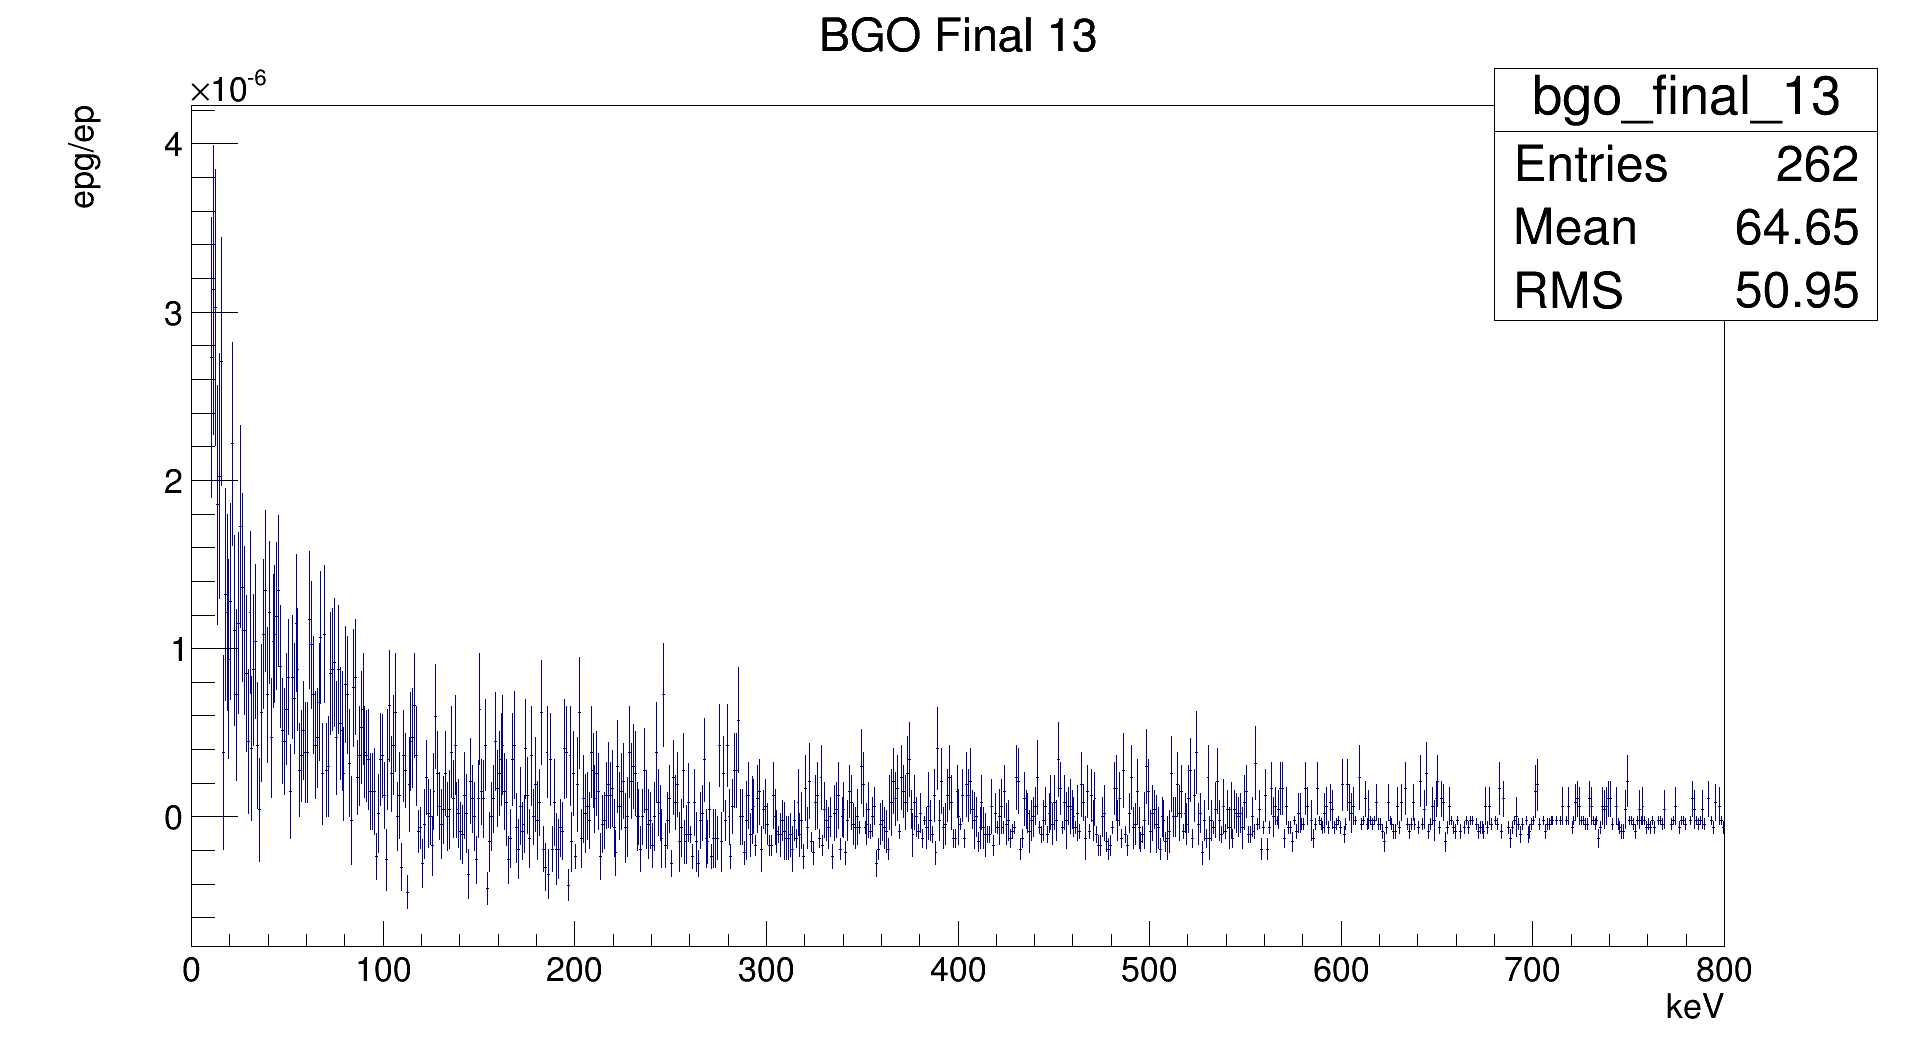 BGO Final 13
×10-6
epg/ep
bgo_final_13
Entries 262
Mean 64.65
RMS 50.95
4
3
2
1
0
0 100 200 300 400 500 600 700 800
keV